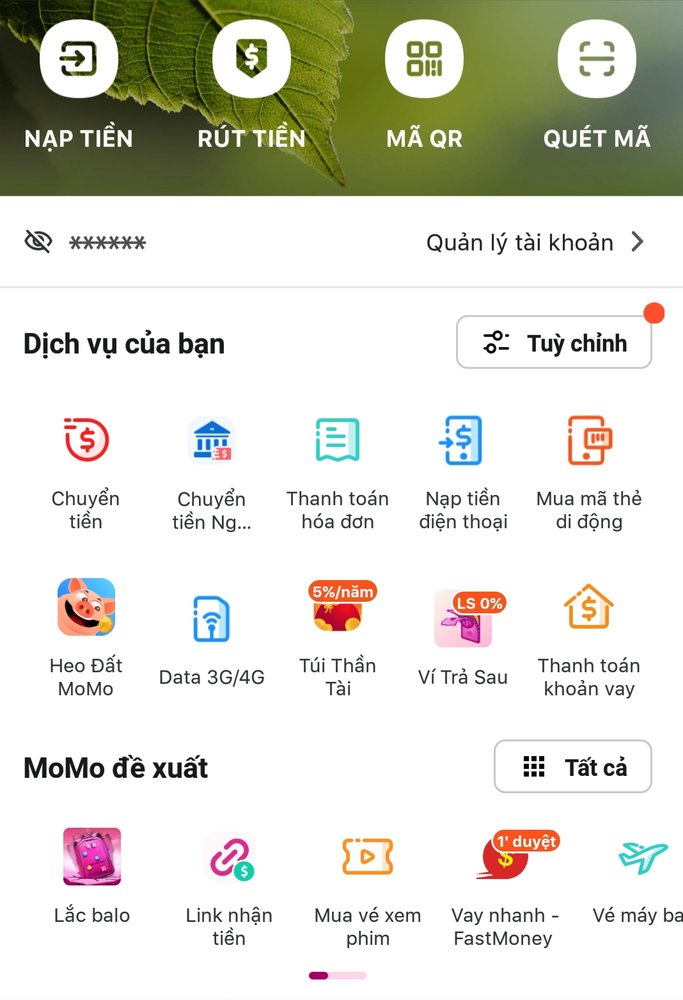 NẠP TIỀN
RÚT TIỀN
MÃ QR
QUÉT MÃ
******
Quản lý tài khoản
Dịch vụ của bạn
Tuỳ chỉnh
Chuyển
tiền
Chuyển
tiền Ng...
Thanh toán
hóa đơn
Nạp tiền
điện thoại
Mua mã thẻ
di động
Heo Đất
MoMo
Data 3G/4G
5%/năm
Túi Thần
Tài
LS 0%
Ví Trả Sau
Thanh toán
khoản vay
MoMo đề xuất
Tất cả
Lắc balo
Link nhận
tiền
Mua vé xem
phim
1' duyệt
Vay nhanh -
FastMoney
Vé máy ba